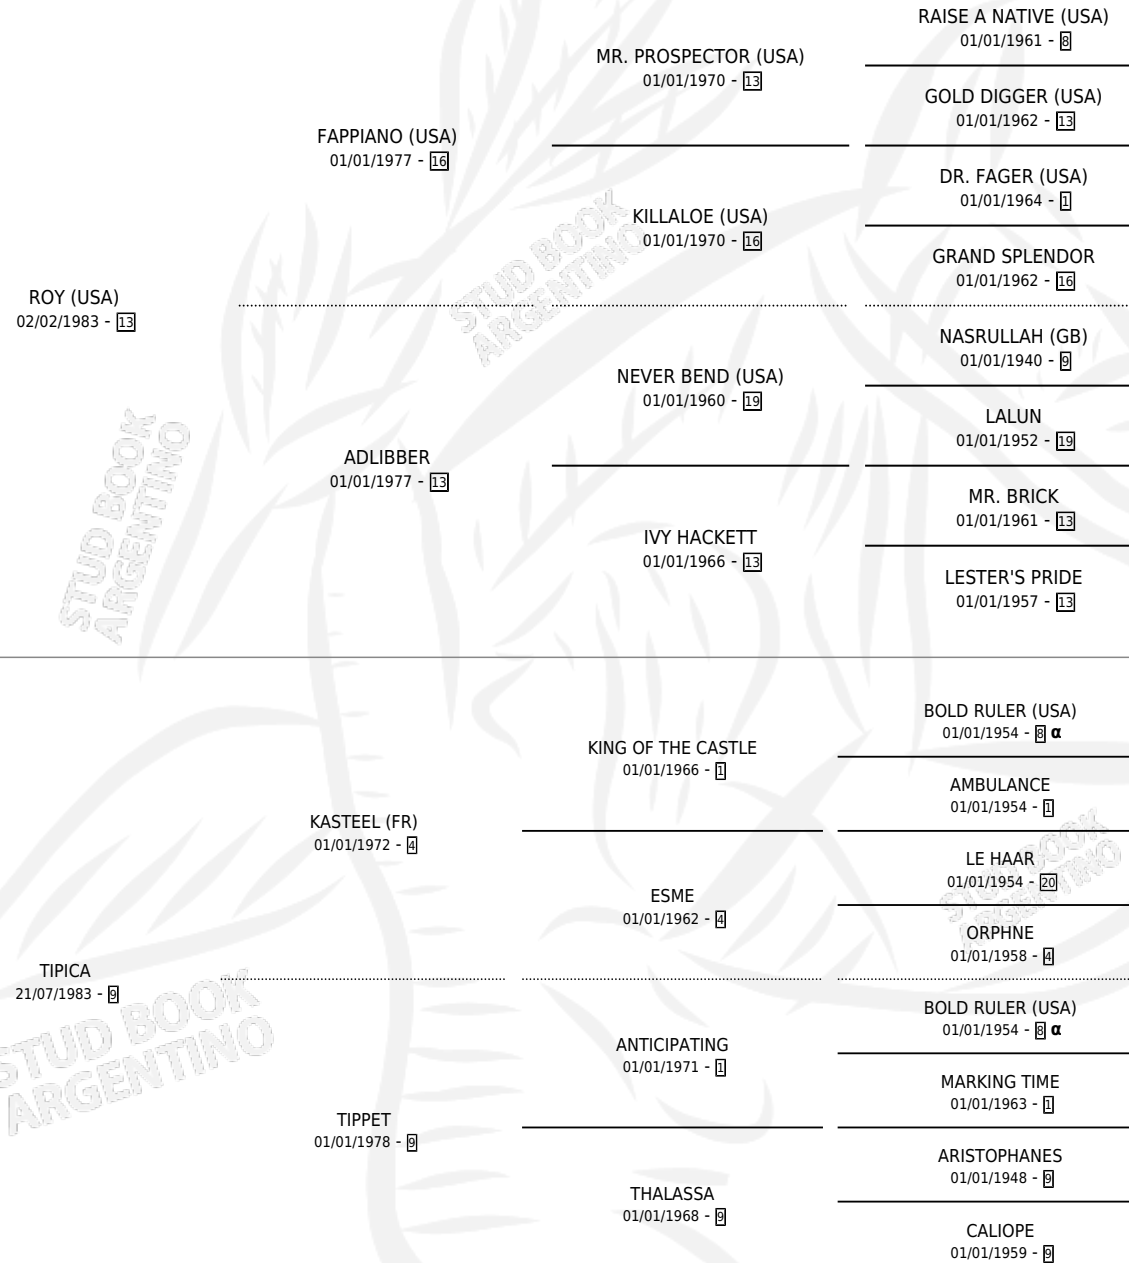 RAISE A NATIVE (USA)
01/01/1961 - 8
MR. PROSPECTOR (USA)
01/01/1970 - 13
GOLD DIGGER (USA)
01/01/1962 - 13
FAPPIANO (USA)
01/01/1977 - 16
DR. FAGER (USA)
01/01/1964 - 1
KILLALOE (USA)
01/01/1970 - 16
GRAND SPLENDOR
01/01/1962 - 16
ROY (USA)
02/02/1983 - 13
NASRULLAH (GB)
01/01/1940 - 9
NEVER BEND (USA)
01/01/1960 - 19
LALUN
01/01/1952 - 19
ADLIBBER
01/01/1977 - 13
MR. BRICK
01/01/1961 - 13
IVY HACKETT
01/01/1966 - 13
LESTER'S PRIDE
01/01/1957 - 13
BOLD RULER (USA)
01/01/1954 - 8 α
KING OF THE CASTLE
01/01/1966 - 1
AMBULANCE
01/01/1954 - 1
KASTEEL (FR)
01/01/1972 - 4
LE HAAR
01/01/1954 - 20
ESME
01/01/1962 - 4
ORPHNE
01/01/1958 - 4
TIPICA
21/07/1983 - 9
BOLD RULER (USA)
01/01/1954 - 8 α
ANTICIPATING
01/01/1971 - 1
MARKING TIME
01/01/1963 - 1
TIPPET
01/01/1978 - 9
ARISTOPHANES
01/01/1948 - 9
THALASSA
01/01/1968 - 9
CALIOPE
01/01/1959 - 9
STUD BOOK
ARGENTINO
STUD BOOK
ARGENTINO
STUD BOOK
ARGENTINO
STUD BOOK
ARGENTINO